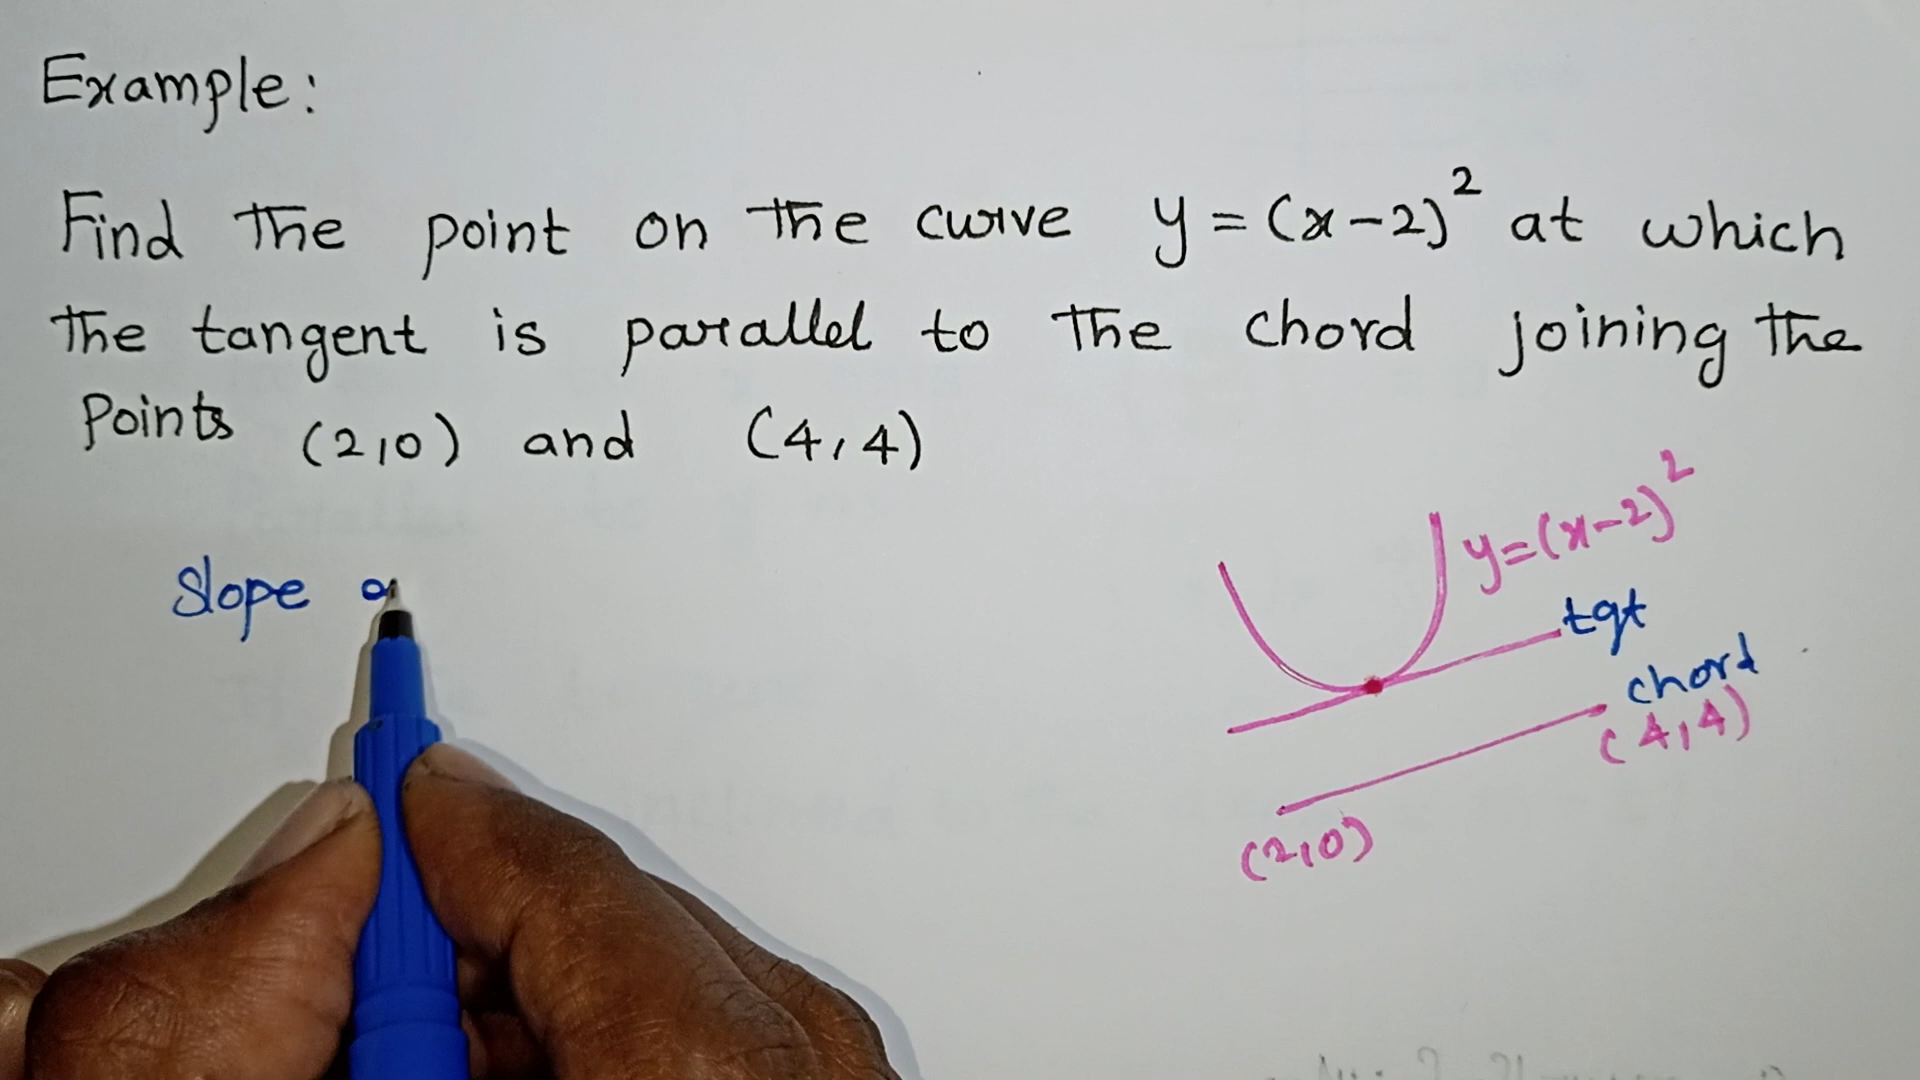 Example:
Find the point on the curve y = (x-2)² at which
the tangent is parallel to the chord joining the
Points (2,0) and (4,4)
Slope
y=(x-2)²
tgt
chord
(4,4)
(2,0)